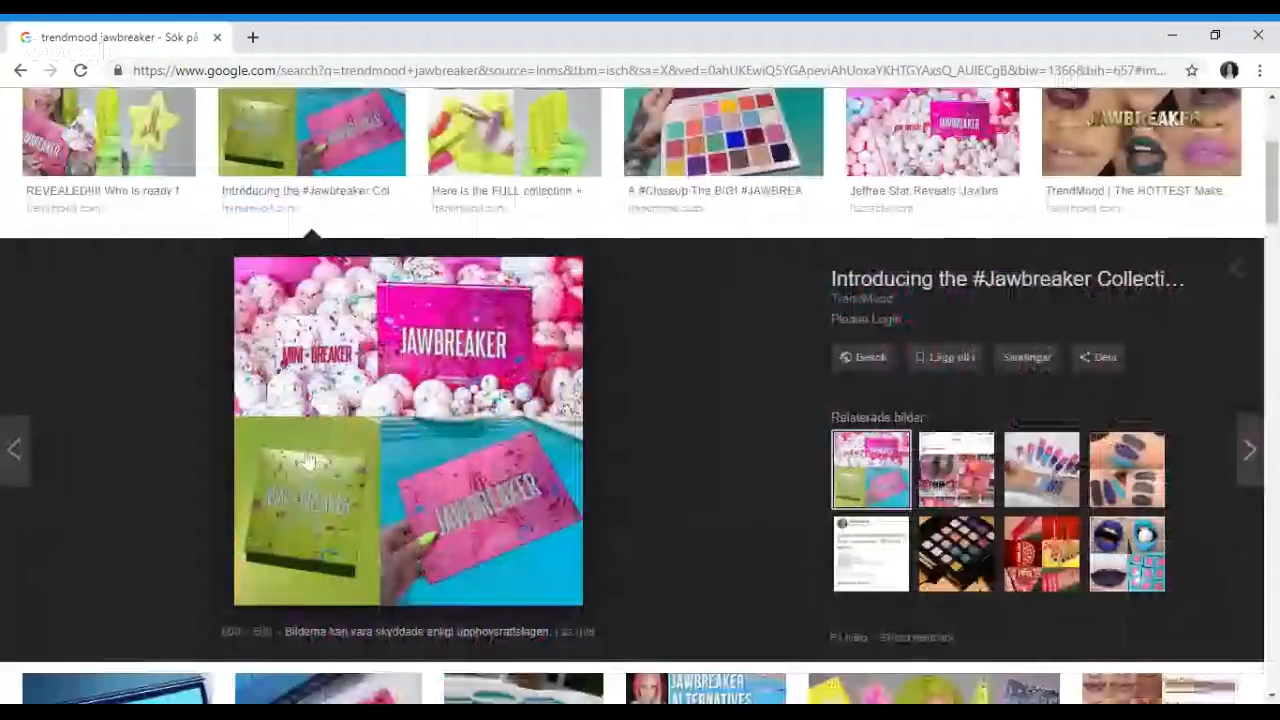 trendmood jawbreaker - Sök på
https://www.google.com/search?q=trendmood+jawbreaker&source=lnms&tbm=isch&sa=X&ved=0ahUKEwiQ5YGApeviAhUoxaYKHTGYAxsQ_AUIECgB&biw=1366&bih=657#im...
JAWBREAKER
JAWBREAKER
REVEALED!!!! Who is ready f
Introducing the #Jawbreaker Col
Here is the FULL collection
A #Closeup The BIG! #JAWBREA
Jeffree Star Reveals Jawbre
TrendMood | The HOTTEST Make
Introducing the #Jawbreaker Collecti...
TrendMood
Please Login
MINI-BREAKER
JAWBREAKER
Besök
Lägg till i
Samlingar
Dela
Relaterade bilder:
JAWBREAKER
Bilderna kan vara skyddade enligt upphovsrättslagen.
JAWBREAKER
ALTERNATIVES